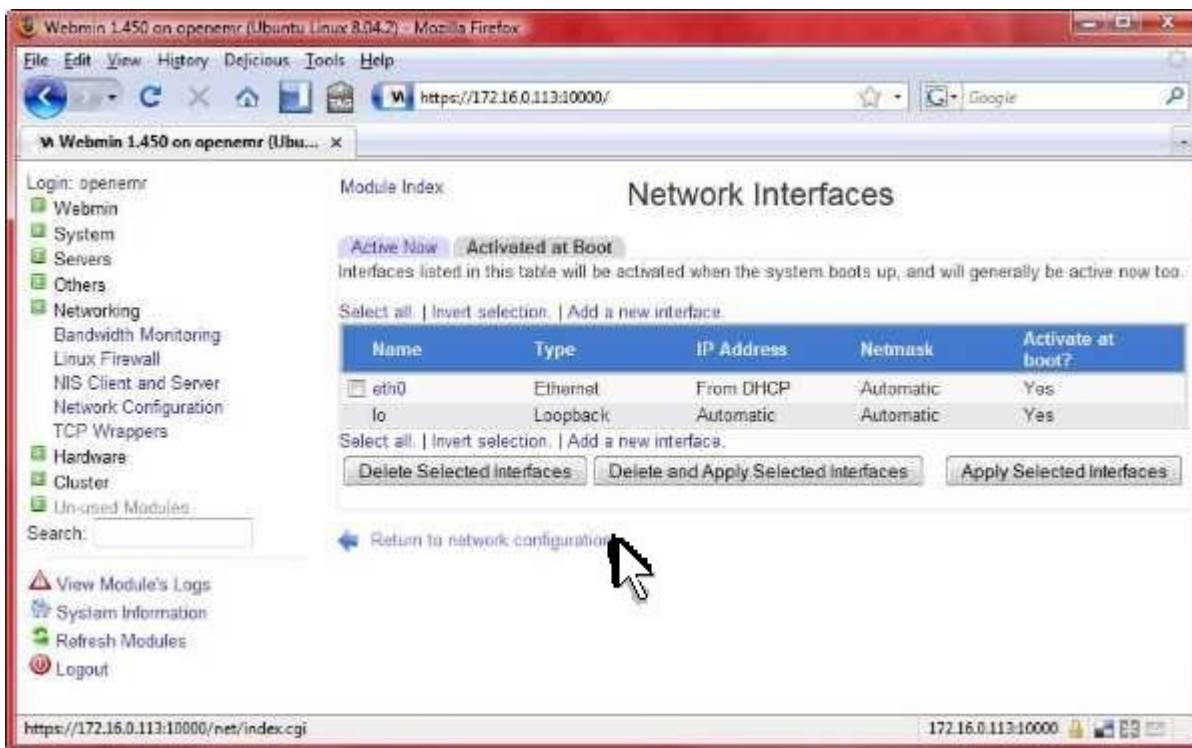 Webmin 1.450 on openemr (Ubuntu Linux 8.04.2) - Mozilla Firefox
File Edit View History Delicious Tools Help
https://172.16.0.113:10000/
Google
Webmin 1.450 on openemr (Ubu...
Login: openemr
Webmin
System
Servers
Others
Networking
Bandwidth Monitoring
Linux Firewall
NIS Client and Server
Network Configuration
TCP Wrappers
Hardware
Cluster
Un-used Modules
Search:
View Module's Logs
System Information
Refresh Modules
Logout
Module Index
Network Interfaces
Active Now Activated at Boot
Interfaces listed in this table will be activated when the system boots up, and will generally be active now too.
Select all. | Invert selection. | Add a new interface.
Name Type IP Address Netmask Activate at boot?
eth0 Ethernet From DHCP Automatic Yes
lo Loopback Automatic Automatic Yes
Select all. | Invert selection. | Add a new interface.
Delete Selected Interfaces Delete and Apply Selected Interfaces Apply Selected Interfaces
Return to network configuration
https://172.16.0.113:10000/net/index.cgi
172.16.0.113:10000